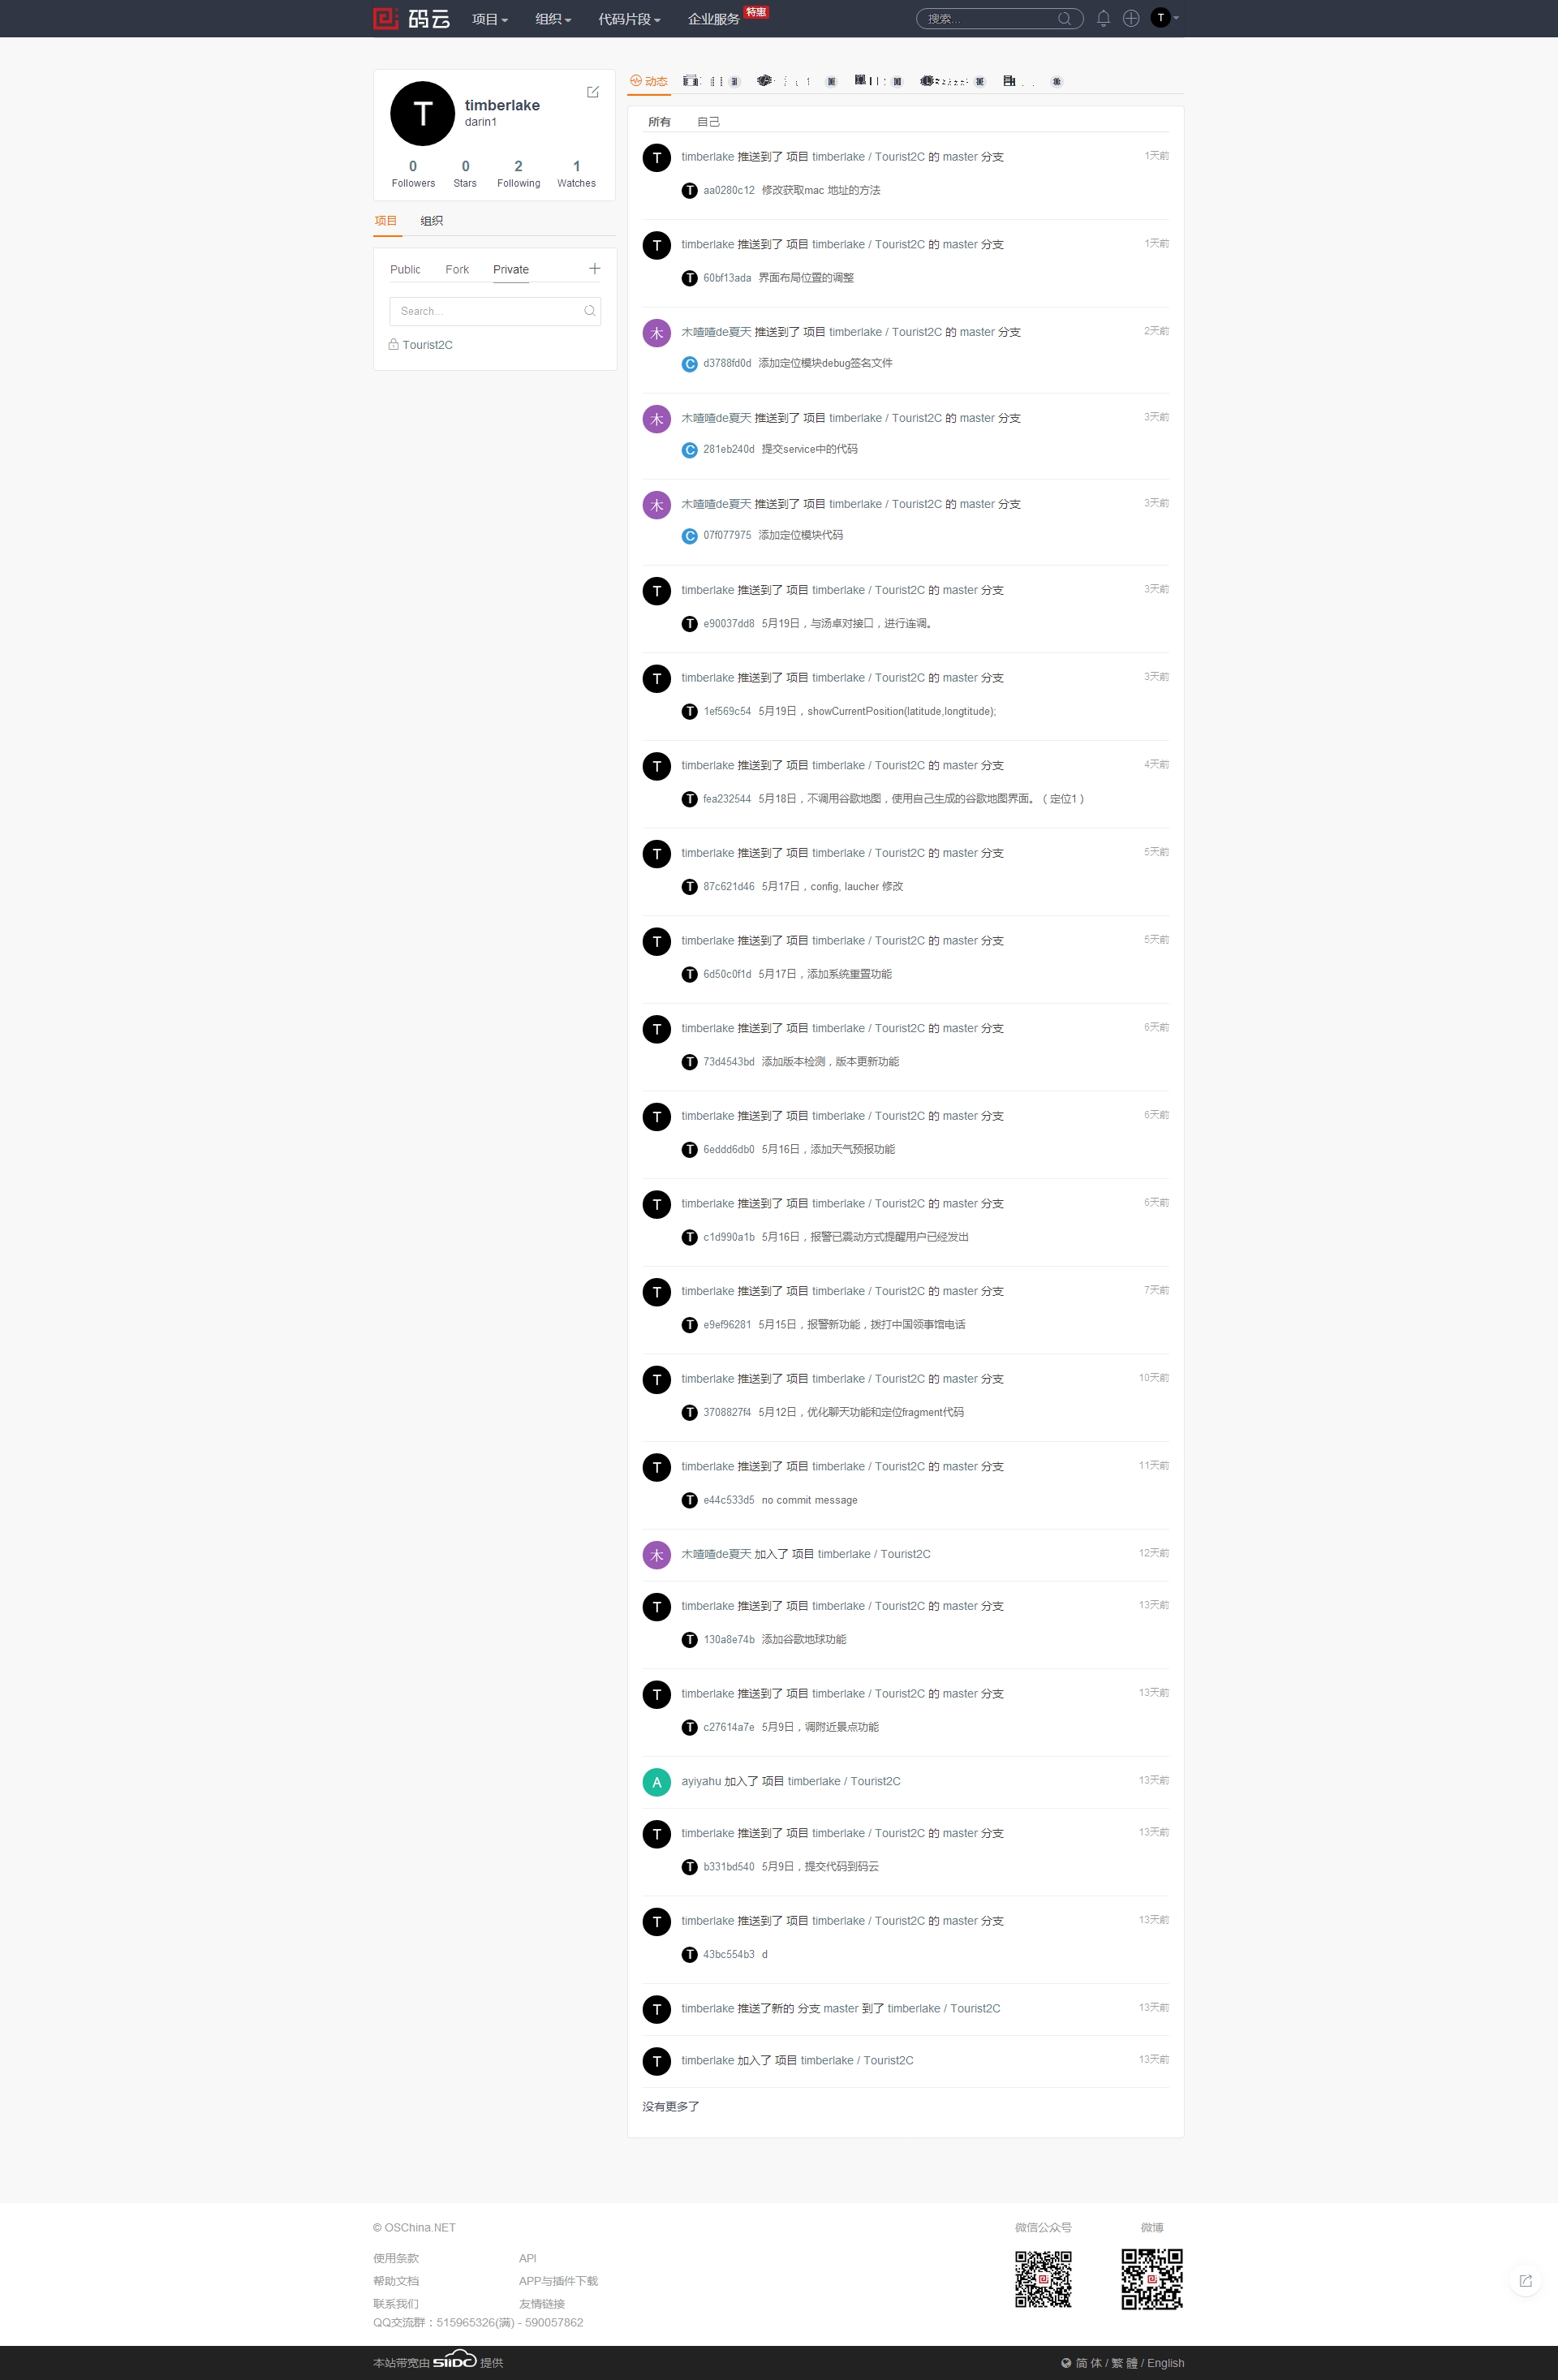 码云 项目 组织 代码片段 企业服务 特惠 搜索... T
T timberlake
darin1
0 0 2 1
Followers Stars Following Watches
项目 组织
Public Fork Private
Search...
Tourist2C
动态
所有 自己
T timberlake 推送到了 项目 timberlake / Tourist2C 的 master 分支 1天前
T aa0280c12 修改获取mac 地址的方法
T timberlake 推送到了 项目 timberlake / Tourist2C 的 master 分支 1天前
T 60bf13ada 界面布局位置的调整
木 木喳喳de夏天 推送到了 项目 timberlake / Tourist2C 的 master 分支 2天前
C d3788fd0d 添加定位模块debug签名文件
木 木喳喳de夏天 推送到了 项目 timberlake / Tourist2C 的 master 分支 3天前
C 281eb240d 提交service中的代码
木 木喳喳de夏天 推送到了 项目 timberlake / Tourist2C 的 master 分支 3天前
C 07f077975 添加定位模块代码
T timberlake 推送到了 项目 timberlake / Tourist2C 的 master 分支 3天前
T e90037dd8 5月19日，与汤卓对接口，进行连调。
T timberlake 推送到了 项目 timberlake / Tourist2C 的 master 分支 3天前
T 1ef569c54 5月19日，showCurrentPosition(latitude,longtitude);
T timberlake 推送到了 项目 timberlake / Tourist2C 的 master 分支 4天前
T fea232544 5月18日，不调用谷歌地图，使用自己生成的谷歌地图界面。（定位1）
T timberlake 推送到了 项目 timberlake / Tourist2C 的 master 分支 5天前
T 87c621d46 5月17日，config, laucher 修改
T timberlake 推送到了 项目 timberlake / Tourist2C 的 master 分支 5天前
T 6d50c0f1d 5月17日，添加系统重置功能
T timberlake 推送到了 项目 timberlake / Tourist2C 的 master 分支 6天前
T 73d4543bd 添加版本检测，版本更新功能
T timberlake 推送到了 项目 timberlake / Tourist2C 的 master 分支 6天前
T 6eddd6db0 5月16日，添加天气预报功能
T timberlake 推送到了 项目 timberlake / Tourist2C 的 master 分支 6天前
T c1d990a1b 5月16日，报警已震动方式提醒用户已经发出
T timberlake 推送到了 项目 timberlake / Tourist2C 的 master 分支 7天前
T e9ef96281 5月15日，报警新功能，拨打中国领事馆电话
T timberlake 推送到了 项目 timberlake / Tourist2C 的 master 分支 10天前
T 3708827f4 5月12日，优化聊天功能和定位fragment代码
T timberlake 推送到了 项目 timberlake / Tourist2C 的 master 分支 11天前
T e44c533d5 no commit message
木 木喳喳de夏天 加入了 项目 timberlake / Tourist2C 12天前
T timberlake 推送到了 项目 timberlake / Tourist2C 的 master 分支 13天前
T 130a8e74b 添加谷歌地球功能
T timberlake 推送到了 项目 timberlake / Tourist2C 的 master 分支 13天前
T c27614a7e 5月9日，调附近景点功能
A ayiyahu 加入了 项目 timberlake / Tourist2C 13天前
T timberlake 推送到了 项目 timberlake / Tourist2C 的 master 分支 13天前
T b331bd540 5月9日，提交代码到码云
T timberlake 推送到了 项目 timberlake / Tourist2C 的 master 分支 13天前
T 43bc554b3 d
T timberlake 推送了新的 分支 master 到了 timberlake / Tourist2C 13天前
T timberlake 加入了 项目 timberlake / Tourist2C 13天前
没有更多了
© OSChina.NET 微信公众号 微博
使用条款 API
帮助文档 APP与插件下载
联系我们 友情链接
QQ交流群：515965326(满) - 590057862
本站带宽由 SIIDC 提供 简 体 / 繁 體 / English